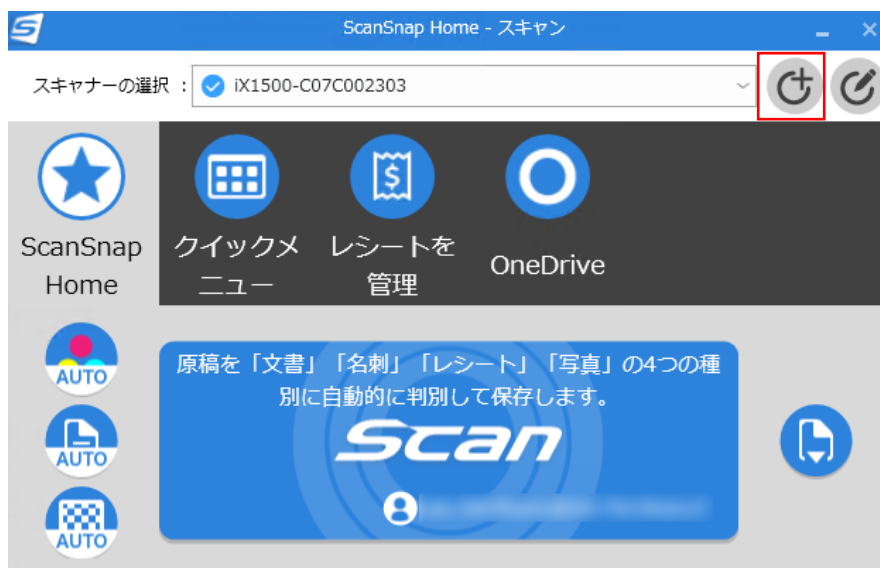 ScanSnap Home - スキャン
スキャナーの選択 : iX1500-C07C002303
ScanSnap
Home
クイックメ
ニュー
レシートを
管理
OneDrive
AUTO
AUTO
AUTO
原稿を「文書」「名刺」「レシート」「写真」の4つの種
別に自動的に判別して保存します。
Scan